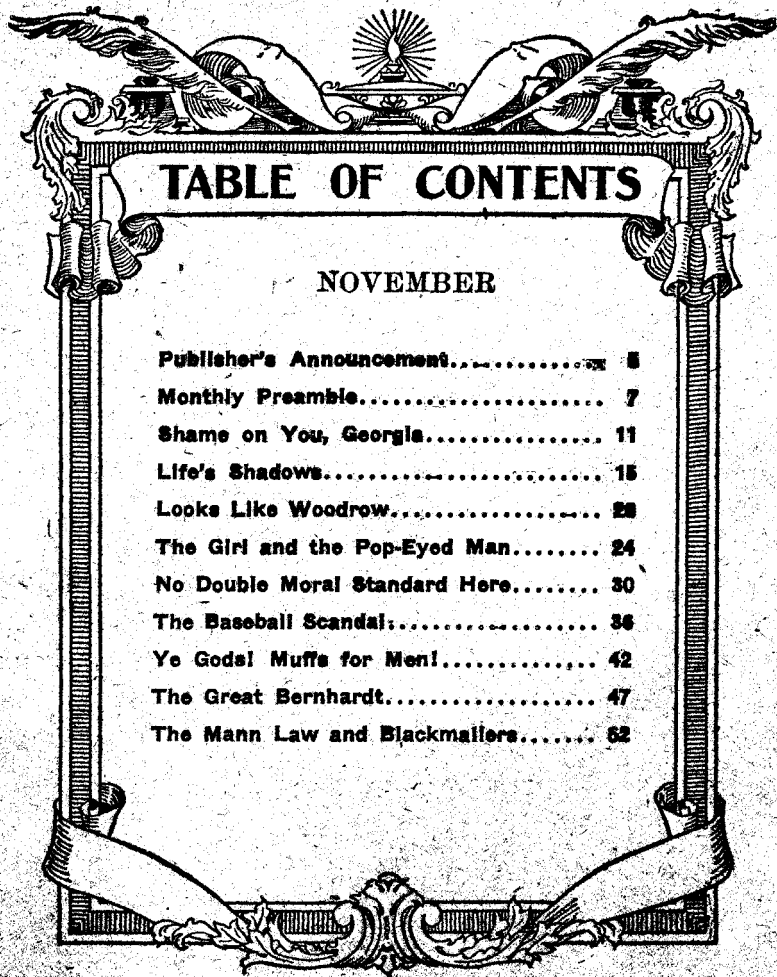 TABLE OF CONTENTS
NOVEMBER
Publisher's Announcement.................. 5
Monthly Preamble....................... 7
Shame on You, Georgia................. 11
Life's Shadows.......................... 15
Looks Like Woodrow....................
The Girl and the Pop-Eyed Man........ 24
No Double Moral Standard Here........ 30
The Baseball Scandal................... 36
Ye Gods! Muffs for Men!.............. 42
The Great Bernhardt................... 47
The Mann Law and Blackmailers....... 52